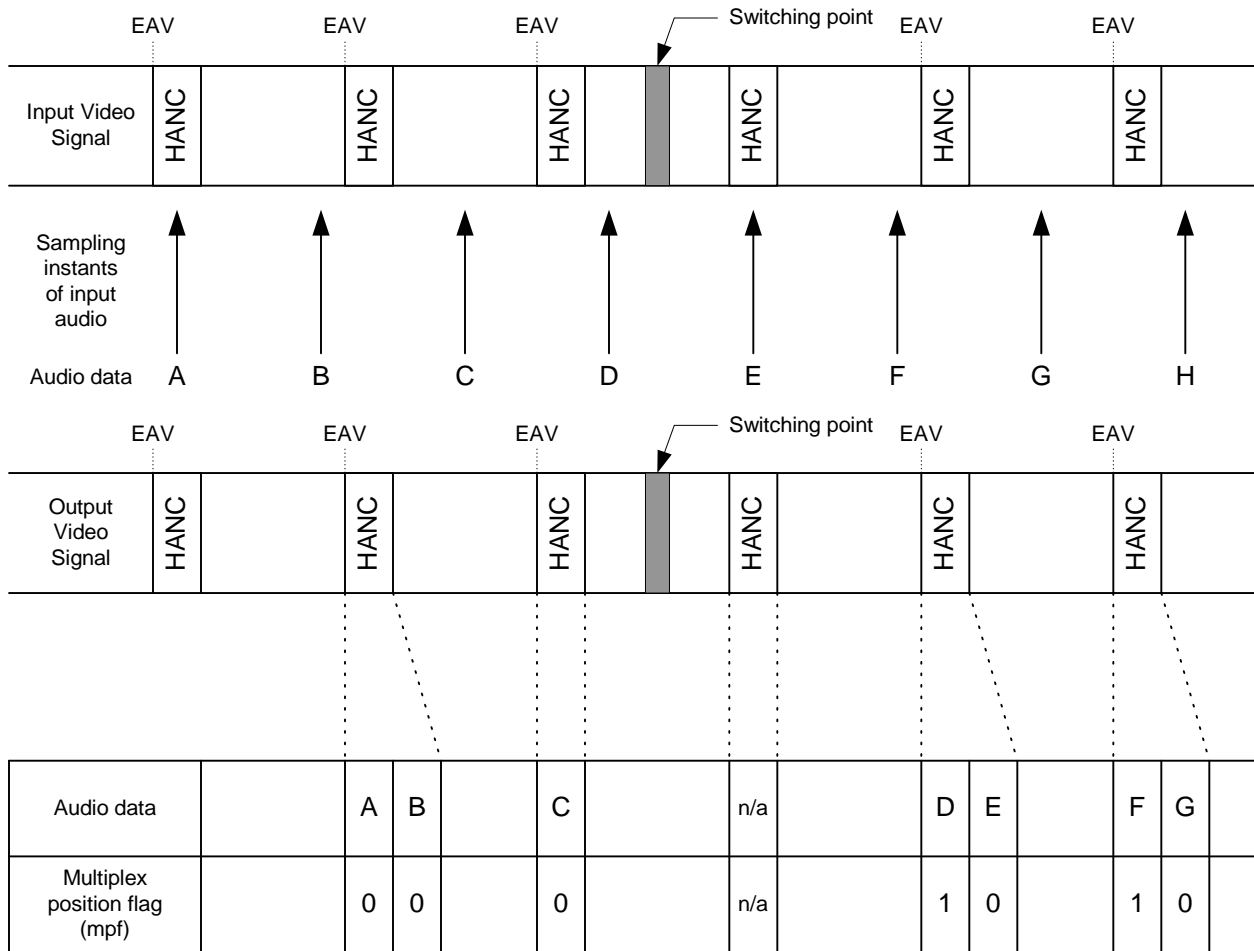 Switching point
EAV EAV EAV EAV EAV
Input Video
Signal
HANC HANC HANC HANC HANC HANC
Sampling
instants
of input
audio
Audio data A B C D E F G H
Switching point
EAV EAV EAV EAV EAV
Output
Video
Signal
HANC HANC HANC HANC HANC HANC
Audio data A B C n/a D E F G
Multiplex
position flag
(mpf)
0 0 0 n/a 1 0 1 0